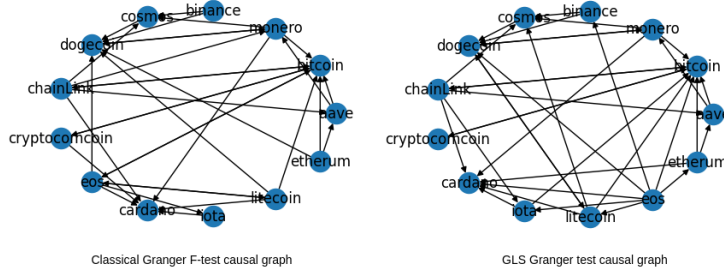 cosmos
binance
monero
dogecoin
bitcoin
chainLink
aave
cryptocomcoin
etherum
eos
litecoin
cardano
iota
Classical Granger F-test causal graph
cosmos
binance
monero
dogecoin
bitcoin
chainLink
aave
cryptocomcoin
etherum
cardano
eos
iota
litecoin
GLS Granger test causal graph